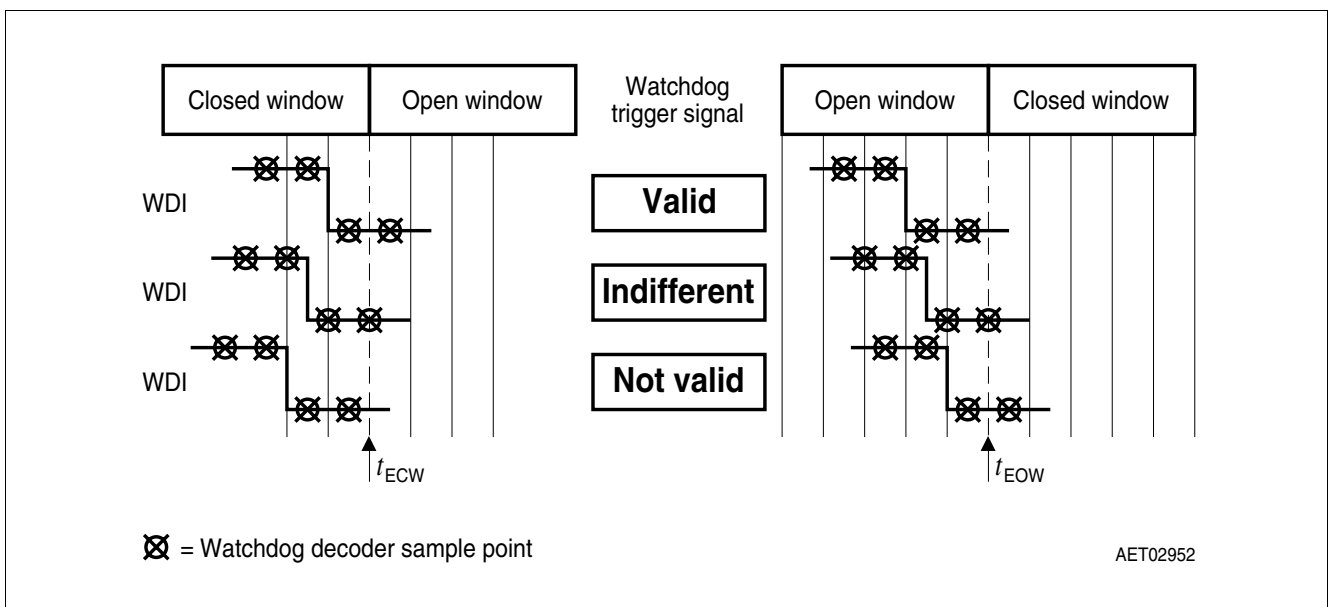 Closed window
Open window
Watchdog
trigger signal
Open window
Closed window
WDI
Valid
WDI
Indifferent
WDI
Not valid
tECW
tEOW
= Watchdog decoder sample point
AET02952